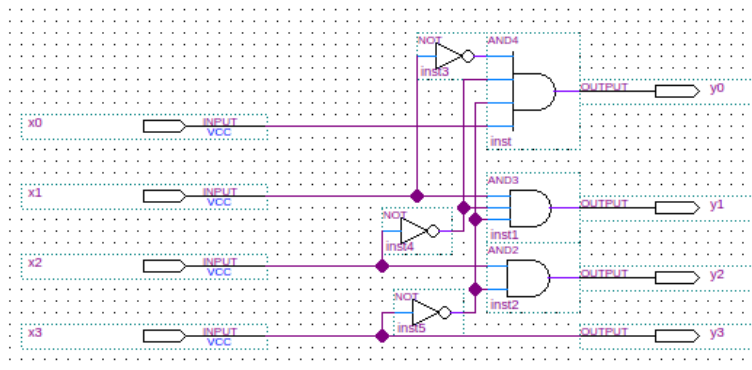 NOT
AND4
inst3
OUTPUT
y0
x0
INPUT
VCC
inst
AND3
x1
INPUT
VCC
OUTPUT
y1
NOT
inst1
inst4
AND2
x2
INPUT
VCC
OUTPUT
y2
NOT
inst2
x3
INPUT
VCC
inst5
OUTPUT
y3